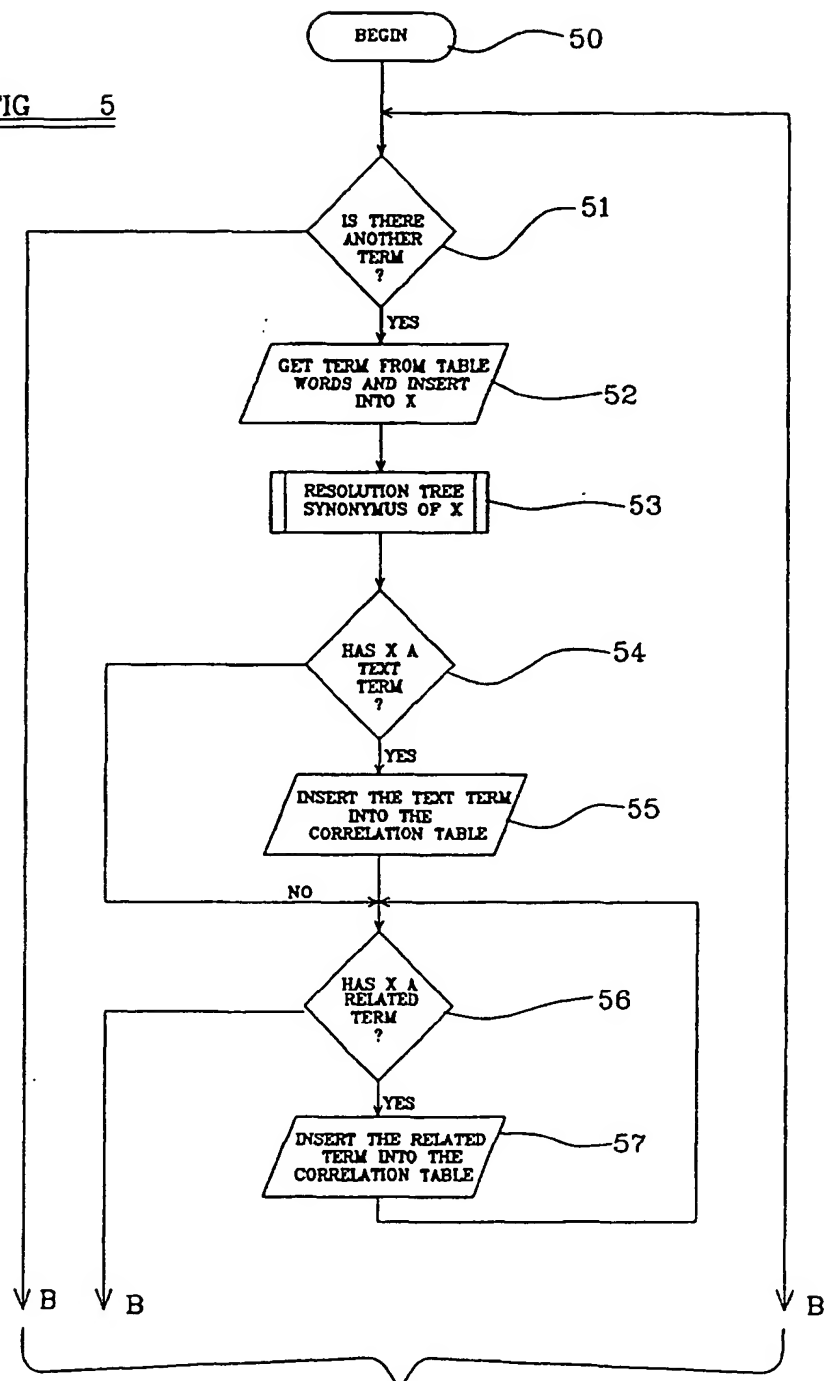 BEGIN
50
FIG 5
IS THERE
ANOTHER
TERM
?
51
YES
GET TERM FROM TABLE
WORDS AND INSERT
INTO X
52
RESOLUTION TREE
SYNONYMUS OF X
53
HAS X A
TEXT
TERM
?
54
YES
INSERT THE TEXT TERM
INTO THE
CORRELATION TABLE
55
NO
HAS X A
RELATED
TERM
?
56
YES
INSERT THE RELATED
TERM INTO THE
CORRELATION TABLE
57
B
B
B